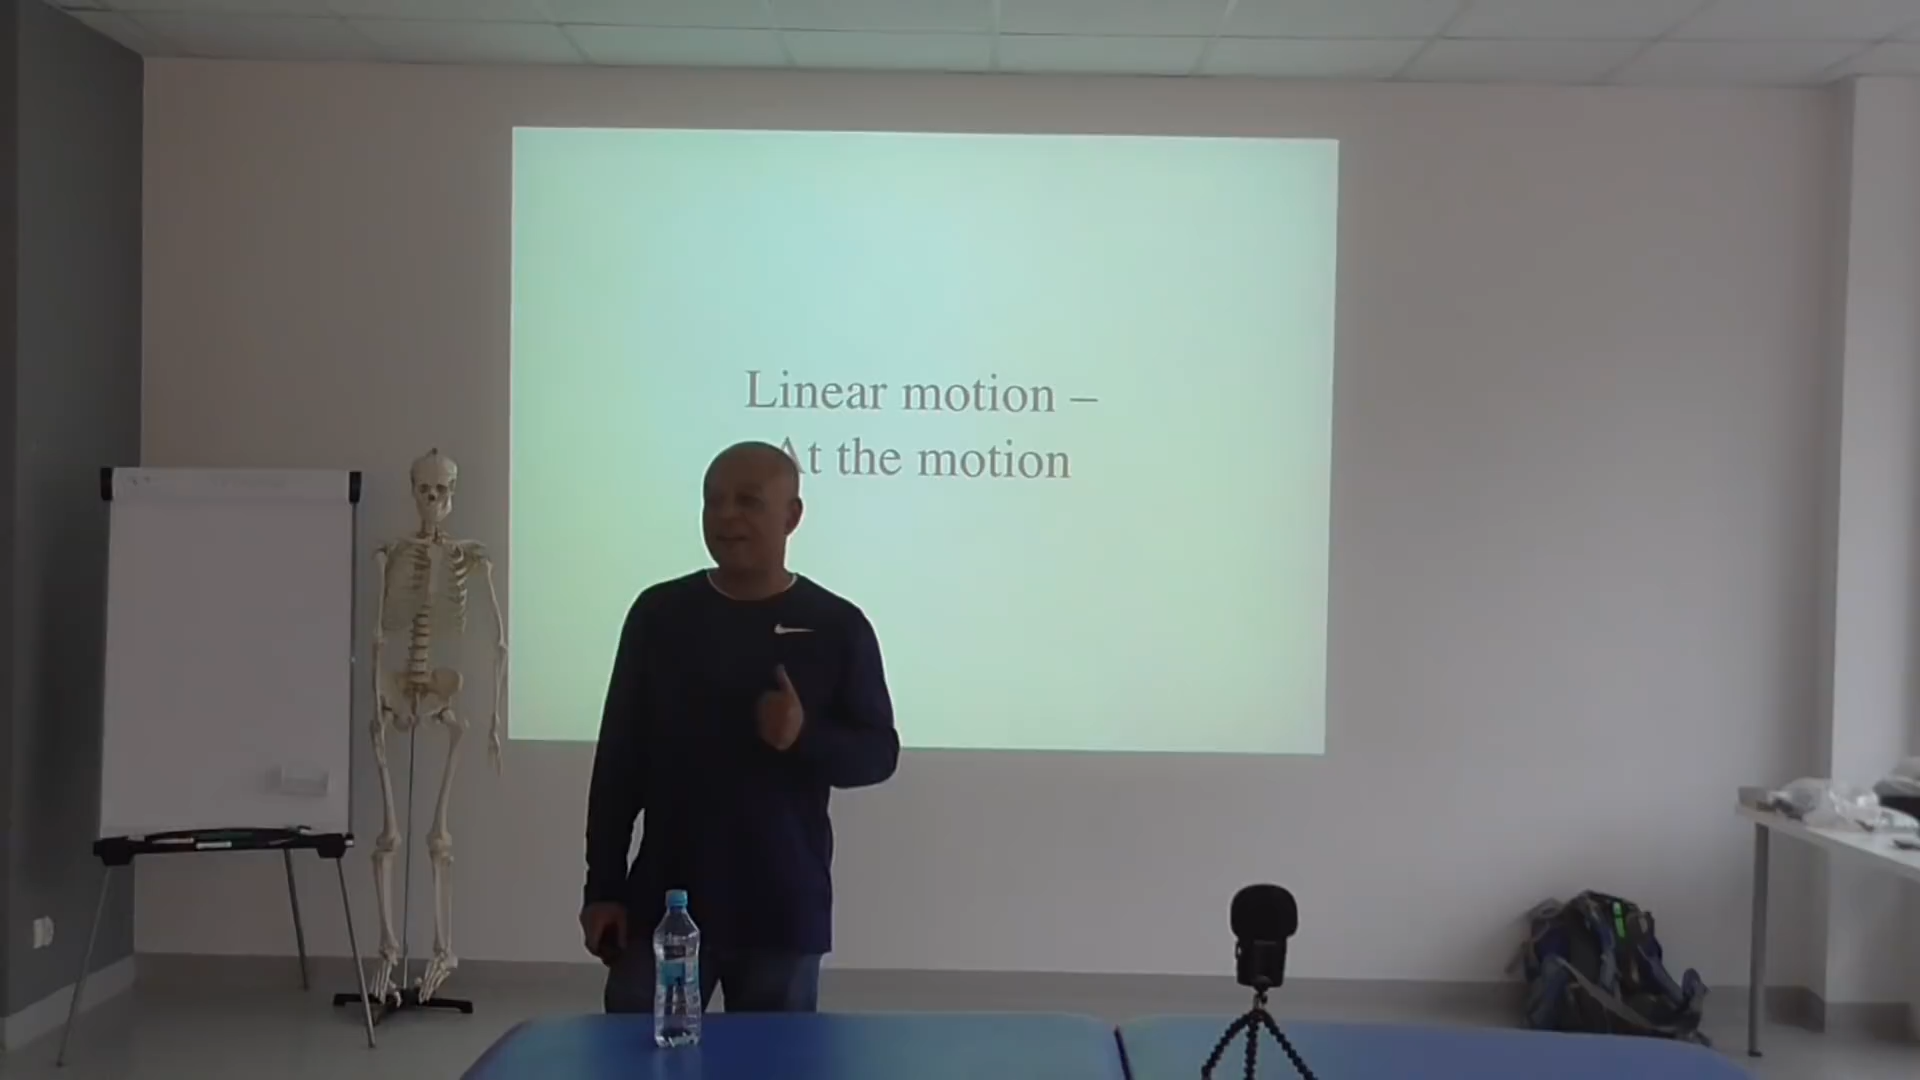 Linear motion –
At the motion